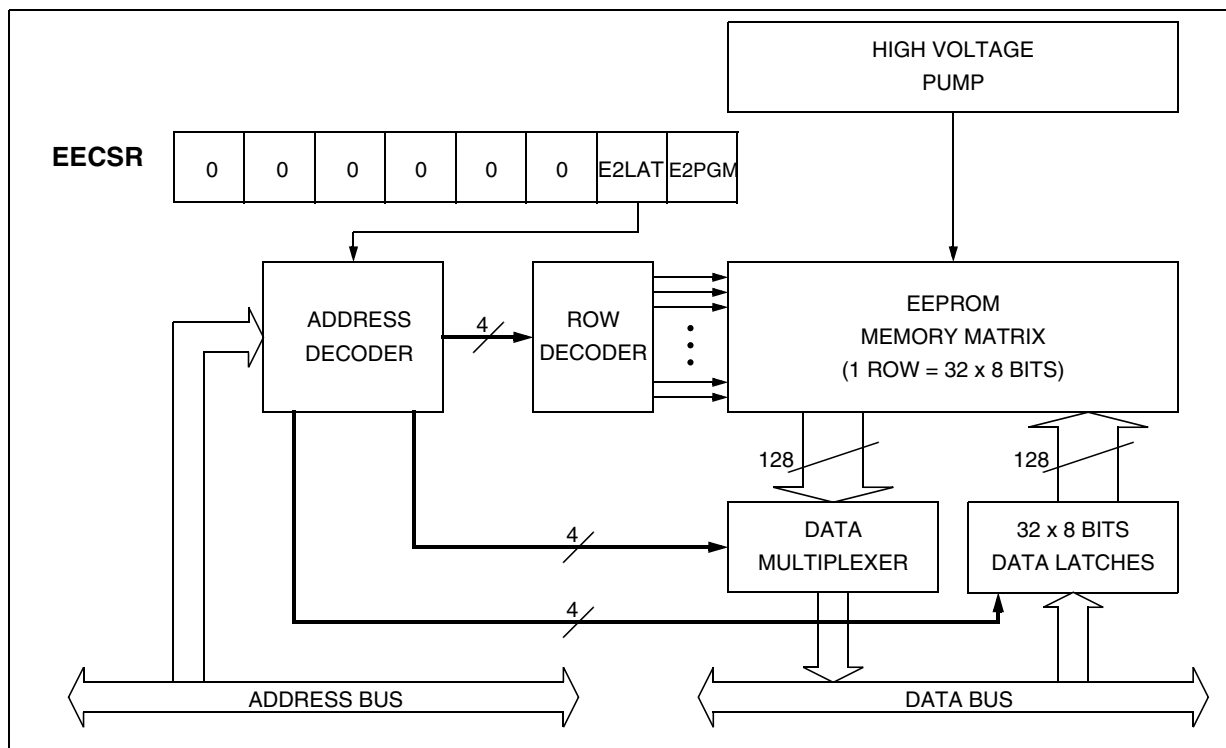 HIGH VOLTAGE
PUMP
EECSR
0 0 0 0 0 0 E2LAT E2PGM
ADDRESS
DECODER
4
ROW
DECODER
EEPROM
MEMORY MATRIX
(1 ROW = 32 x 8 BITS)
128
128
4
DATA
MULTIPLEXER
32 x 8 BITS
DATA LATCHES
4
ADDRESS BUS
DATA BUS